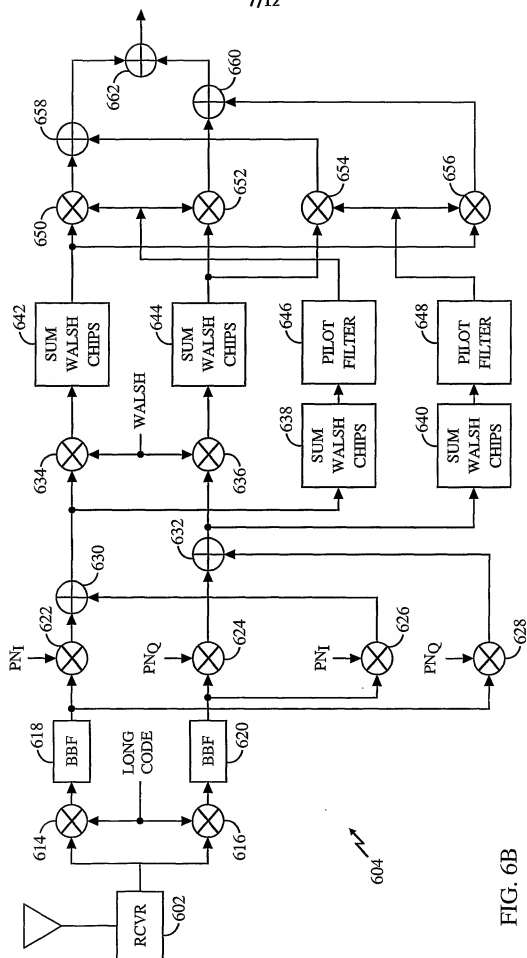 7/12
RCVR
602
614
616
LONG
CODE
618
BBF
620
BBF
PNI
622
PNQ
624
PNI
626
PNQ
628
630
632
634
636
WALSH
638
SUM
WALSH
CHIPS
640
SUM
WALSH
CHIPS
642
SUM
WALSH
CHIPS
644
SUM
WALSH
CHIPS
646
PILOT
FILTER
648
PILOT
FILTER
650
652
654
656
658
660
662
604
FIG. 6B